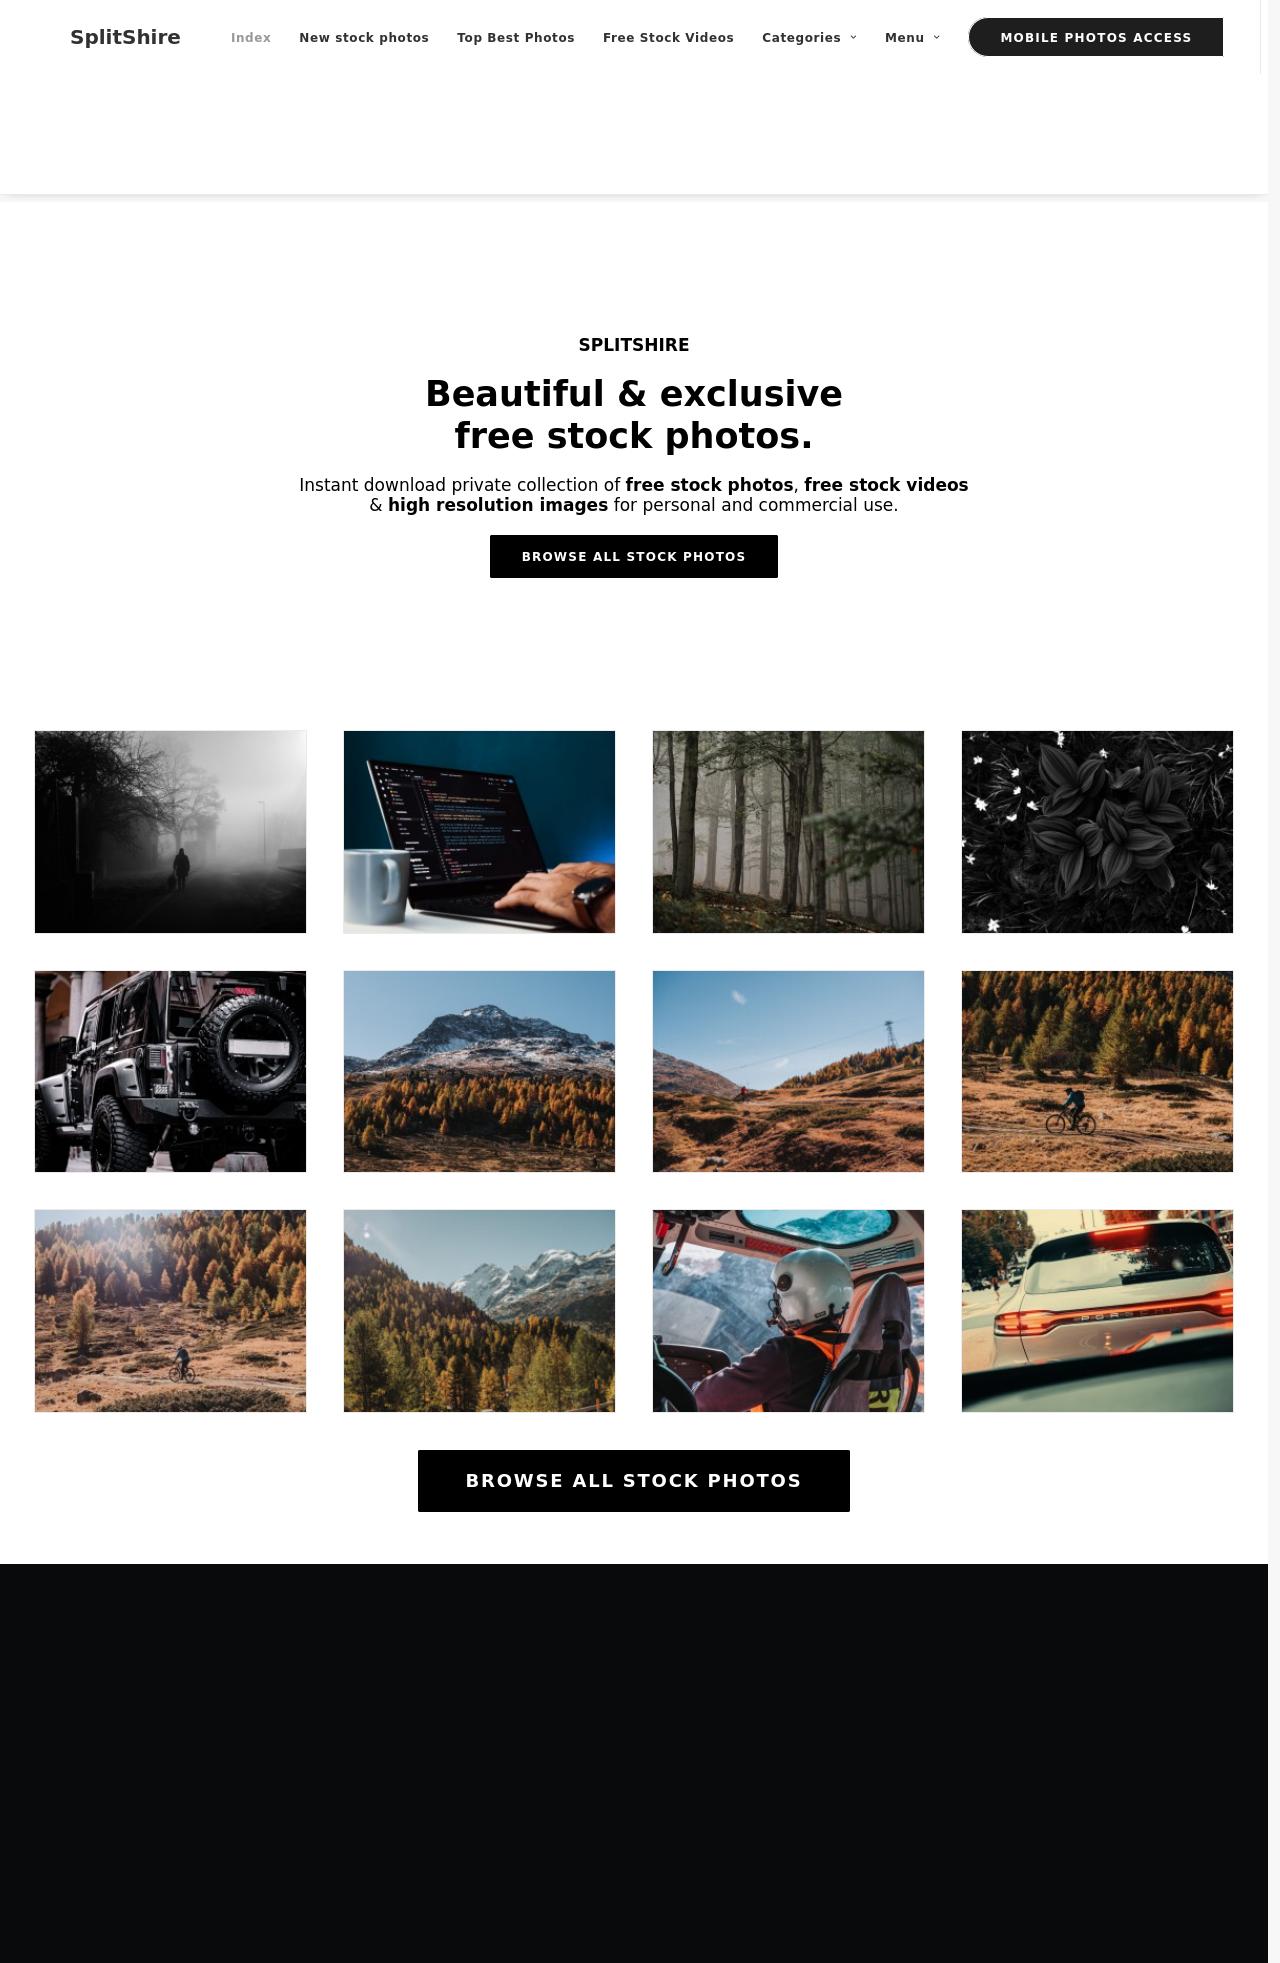 SplitShire
Index
New stock photos
Top Best Photos
Free Stock Videos
Categories
Menu
MOBILE PHOTOS ACCESS
SPLITSHIRE
Beautiful & exclusive
free stock photos.
Instant download private collection of free stock photos, free stock videos
& high resolution images for personal and commercial use.
BROWSE ALL STOCK PHOTOS
PORSCHE
BROWSE ALL STOCK PHOTOS